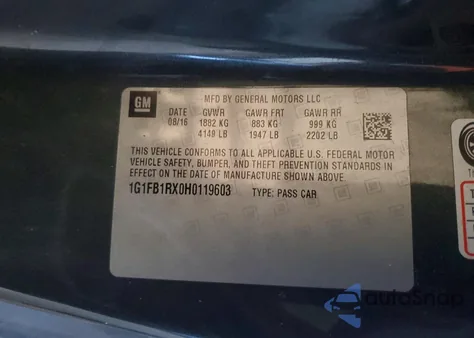 GM
MFD BY GENERAL MOTORS LLC
DATE GVWR GAWR FRT GAWR RR
08/16 1882 KG 883 KG 999 KG
4149 LB 1947 LB 2202 LB
THIS VEHICLE CONFORMS TO ALL APPLICABLE U.S. FEDERAL MOTOR
VEHICLE SAFETY, BUMPER, AND THEFT PREVENTION STANDARDS IN
EFFECT ON THE DATE OF MANUFACTURE SHOWN ABOVE.
1G1FB1RX0H0119603 TYPE: PASS CAR
autoSnap